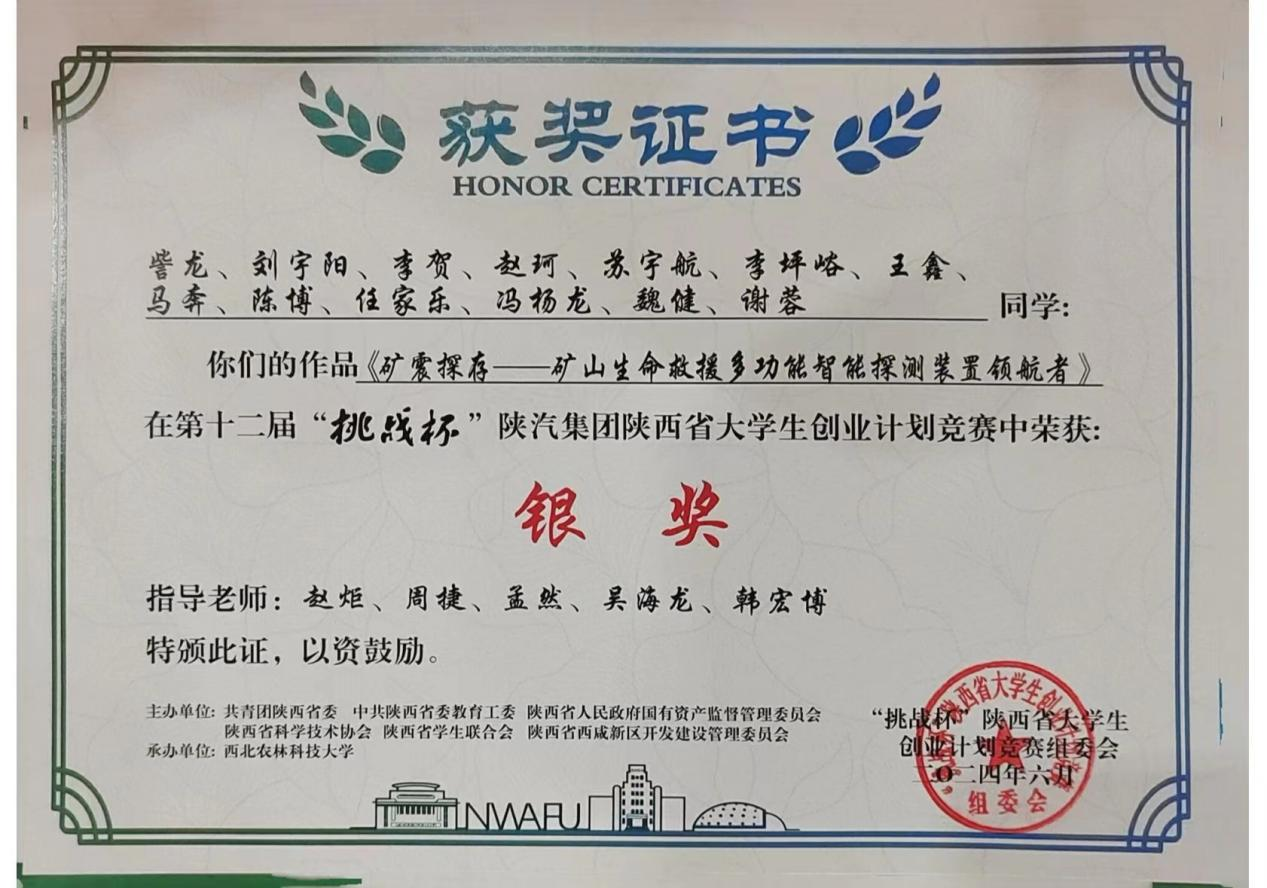 获奖证书
HONOR CERTIFICATES
訾龙、刘宇阳、李贺、赵珂、苏宇航、李坪峪、王鑫、
马奔、陈博、任家乐、冯杨龙、魏健、谢蓉 同学:
你们的作品《矿震探存——矿山生命救援多功能智能探测装置领航者》
在第十二届“挑战杯”陕汽集团陕西省大学生创业计划竞赛中荣获:
银 奖
指导老师: 赵炬、周捷、孟然、吴海龙、韩宏博
特颁此证，以资鼓励。
主办单位: 共青团陕西省委 中共陕西省委教育工委 陕西省人民政府国有资产监督管理委员会
陕西省科学技术协会 陕西省学生联合会 陕西省西咸新区开发建设管理委员会
承办单位: 西北农林科技大学
“挑战杯”陕西省大学生
创业计划竞赛组委会
二〇二四年六月
组委会
NWAFU